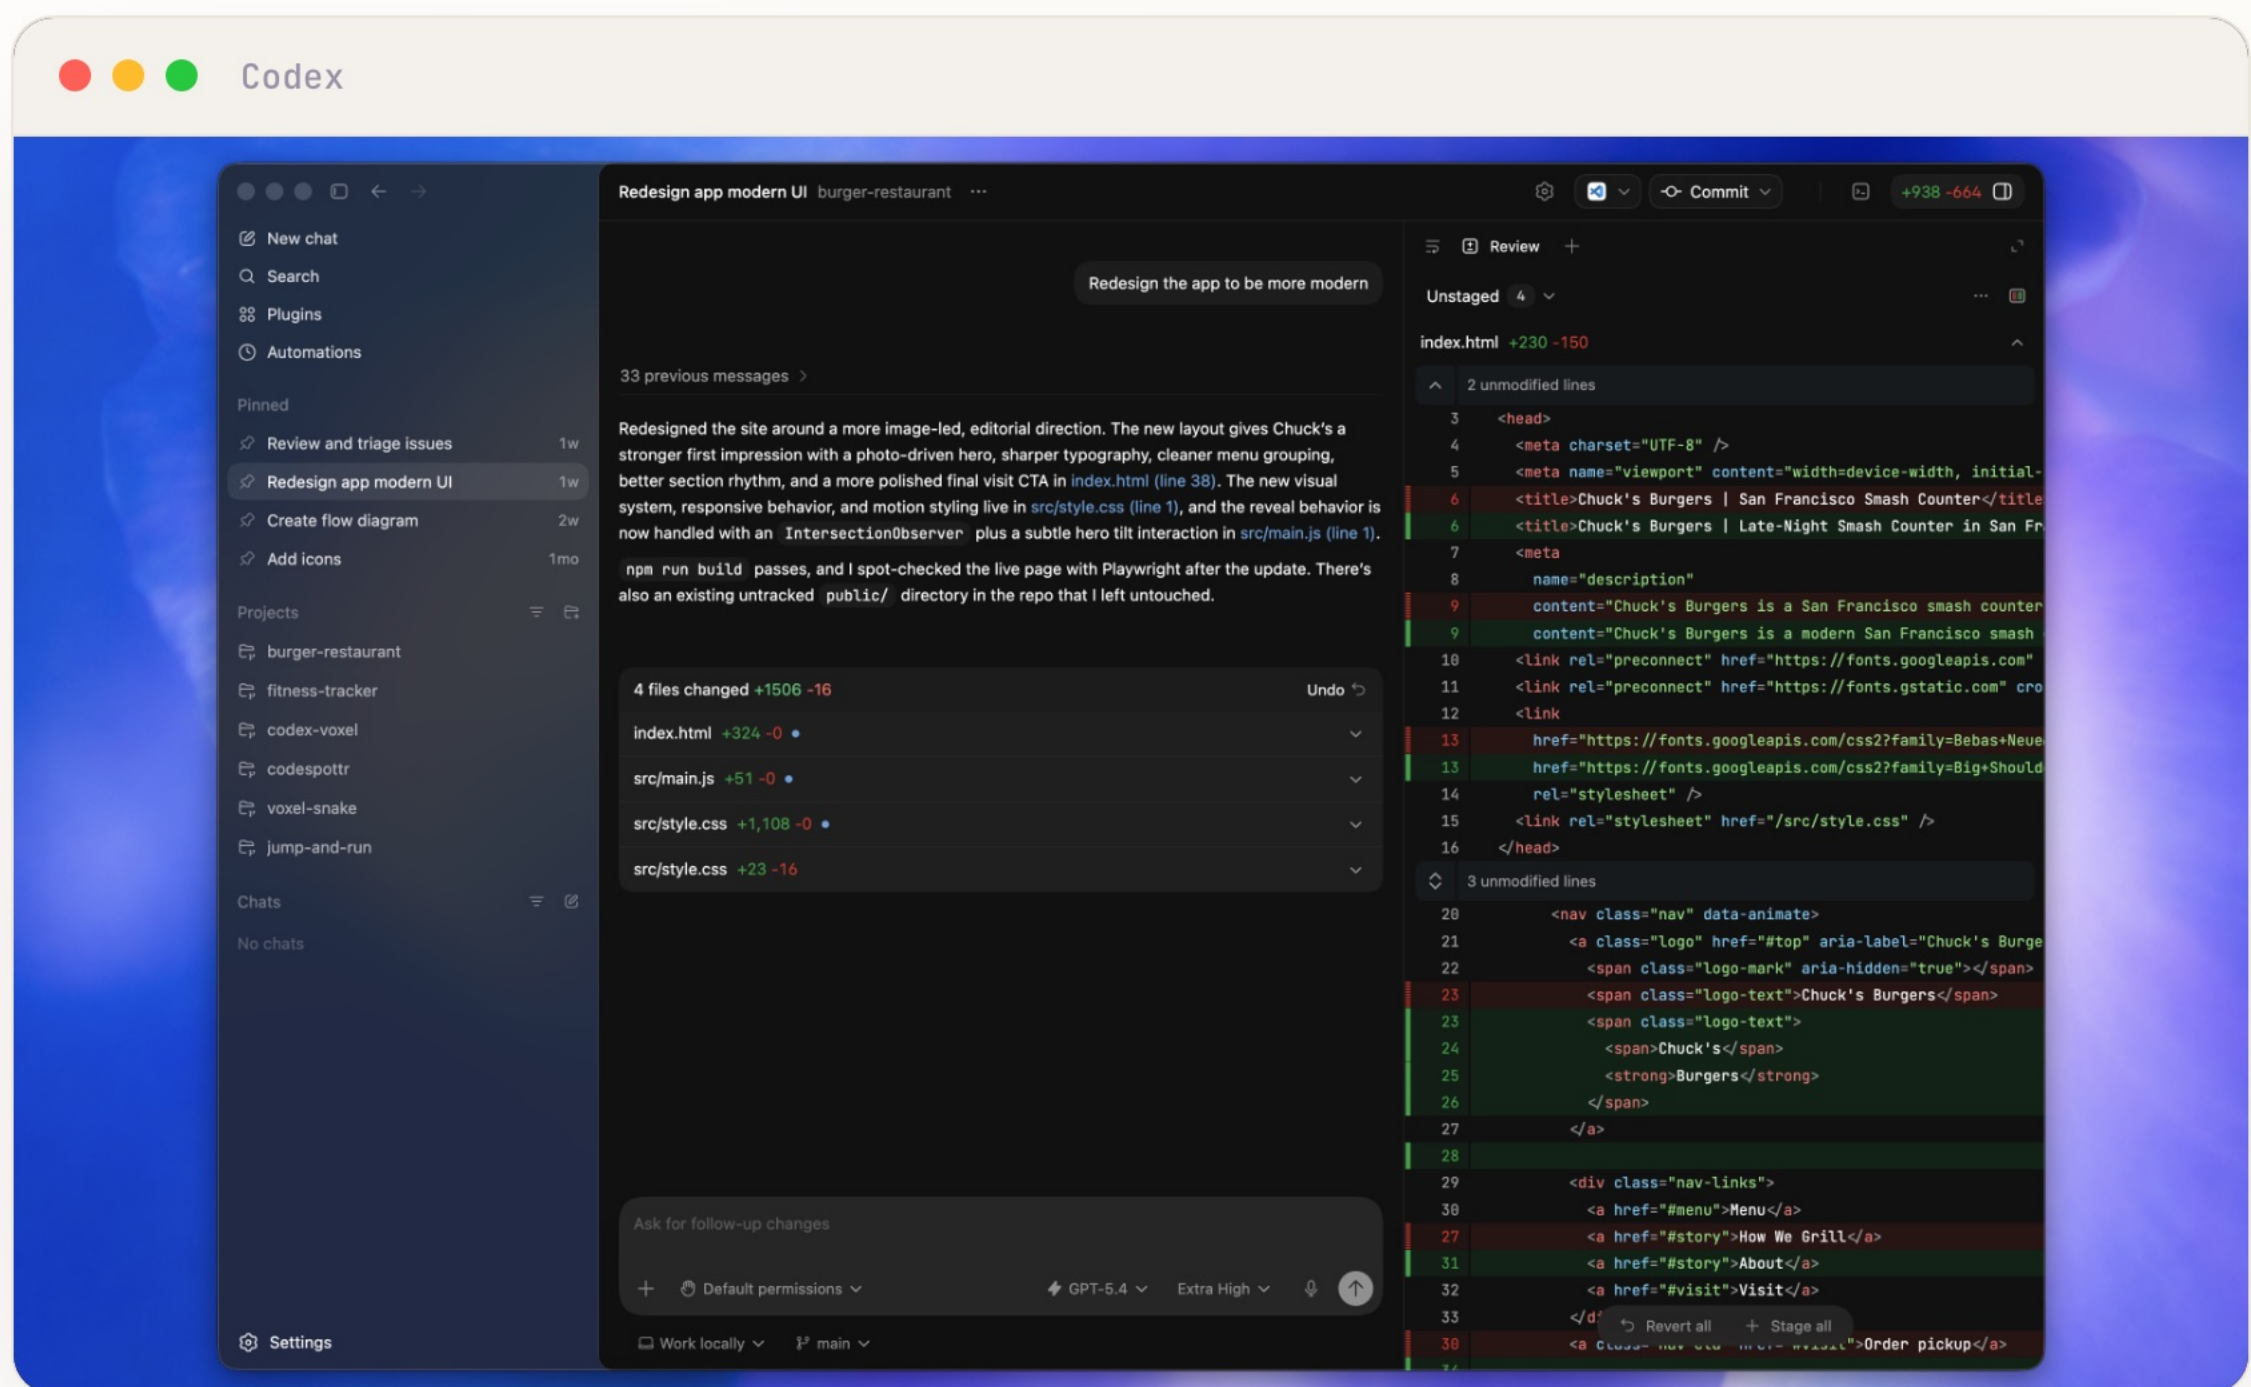 Codex
New chat
Search
Plugins
Automations
Pinned
Review and triage issues 1w
Redesign app modern UI 1w
Create flow diagram 2w
Add icons 1mo
Projects
burger-restaurant
fitness-tracker
codex-voxel
codespottr
voxel-snake
jump-and-run
Chats
No chats
Settings
Redesign app modern UI burger-restaurant ...
Commit
+938 -664
Redesign the app to be more modern
33 previous messages >
Redesigned the site around a more image-led, editorial direction. The new layout gives Chuck's a
stronger first impression with a photo-driven hero, sharper typography, cleaner menu grouping,
better section rhythm, and a more polished final visit CTA in index.html (line 38). The new visual
system, responsive behavior, and motion styling live in src/style.css (line 1), and the reveal behavior is
now handled with an IntersectionObserver plus a subtle hero tilt interaction in src/main.js (line 1).
npm run build passes, and I spot-checked the live page with Playwright after the update. There's
also an existing untracked public/ directory in the repo that I left untouched.
4 files changed +1506 -16 Undo
index.html +324 -0
src/main.js +51 -0
src/style.css +1,108 -0
src/style.css +23 -16
Ask for follow-up changes
Default permissions GPT-5.4 Extra High
Work locally main
Review +
Unstaged 4
index.html +230 -150
2 unmodified lines
3 <head>
4 <meta charset="UTF-8" />
5 <meta name="viewport" content="width=device-width, initial-
6 <title>Chuck's Burgers | San Francisco Smash Counter</title
6 <title>Chuck's Burgers | Late-Night Smash Counter in San Fr
7 <meta
8 name="description"
9 content="Chuck's Burgers is a San Francisco smash counter
9 content="Chuck's Burgers is a modern San Francisco smash
10 <link rel="preconnect" href="https://fonts.googleapis.com"
11 <link rel="preconnect" href="https://fonts.gstatic.com" cro
12 <link
13 href="https://fonts.googleapis.com/css2?family=Bebas+Neue
13 href="https://fonts.googleapis.com/css2?family=Big+Should
14 rel="stylesheet" />
15 <link rel="stylesheet" href="/src/style.css" />
16 </head>
3 unmodified lines
20 <nav class="nav" data-animate>
21 <a class="logo" href="#top" aria-label="Chuck's Burge
22 <span class="logo-mark" aria-hidden="true"></span>
23 <span class="logo-text">Chuck's Burgers</span>
23 <span class="logo-text">
24 <span>Chuck's</span>
25 <strong>Burgers</strong>
26 </span>
27 </a>
28
29 <div class="nav-links">
30 <a href="#menu">Menu</a>
27 <a href="#story">How We Grill</a>
31 <a href="#story">About</a>
32 <a href="#visit">Visit</a>
33 </di
Revert all + Stage all
30 <a ">Order pickup</a>